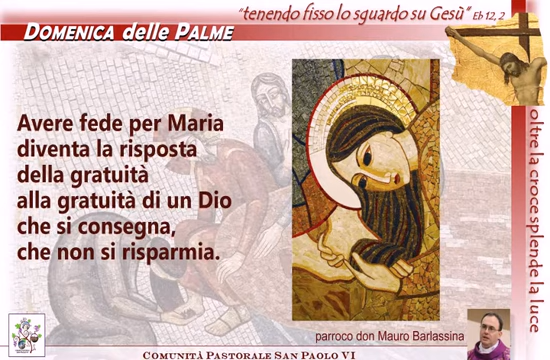 "tenendo fisso lo sguardo su Gesù" Eb 12, 2
DOMENICA delle PALME
Avere fede per Maria
diventa la risposta
della gratuità
alla gratuità di un Dio
che si consegna,
che non si risparmia.
oltre la croce splende la luce
parroco don Mauro Barlassina
COMUNITÀ PASTORALE SAN PAOLO VI